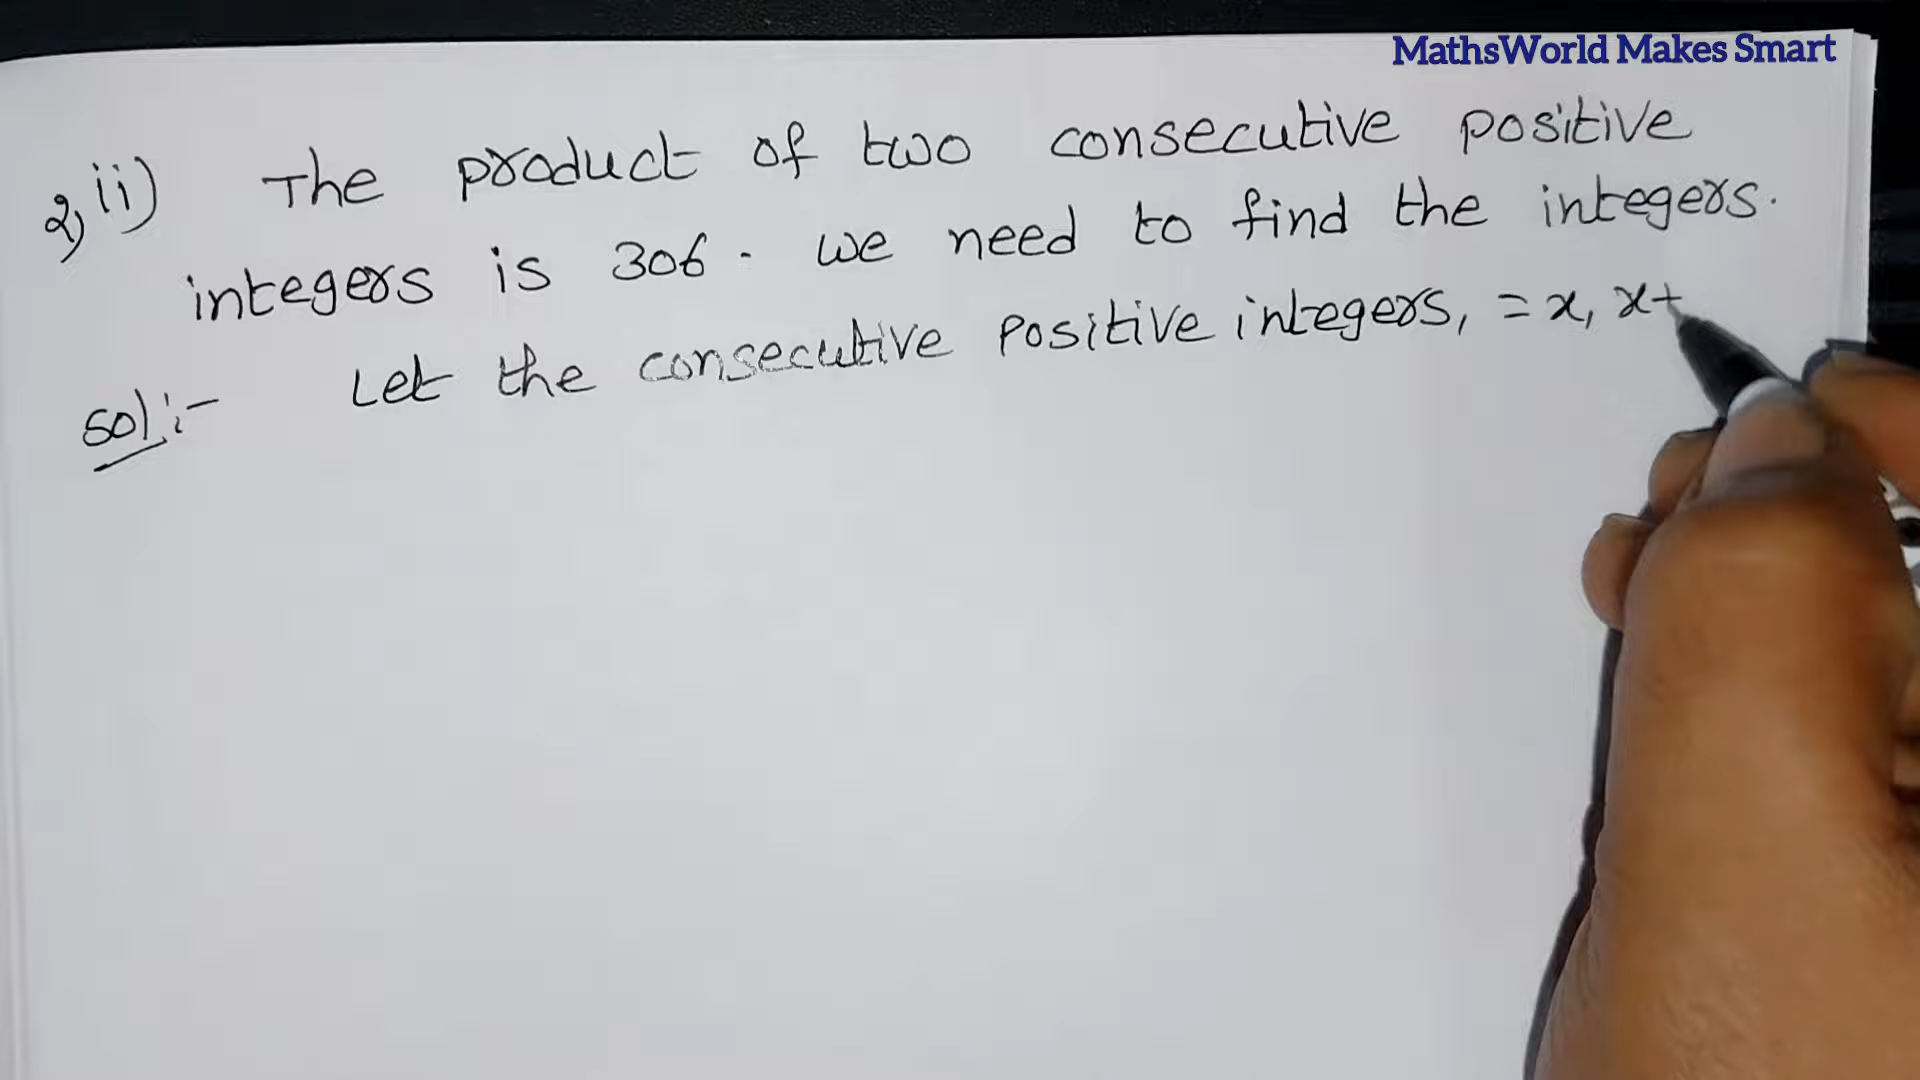 MathsWorld Makes Smart
2, ii) The product of two consecutive positive
integers is 306. we need to find the integers.
Sol:- Let the consecutive positive integers, = x, x+